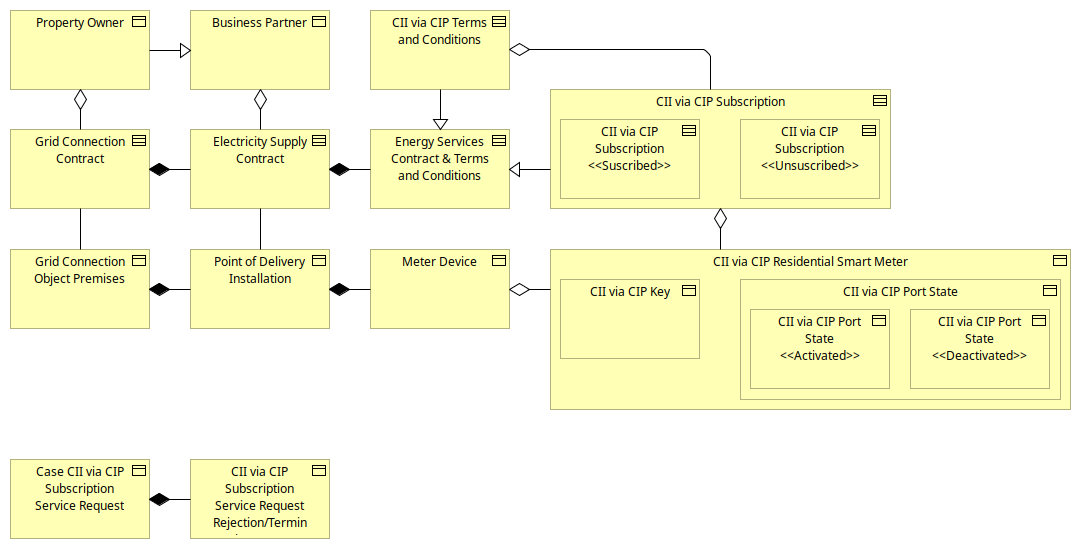 Property Owner
Business Partner
CII via CIP Terms
and Conditions
CII via CIP Subscription
Grid Connection
Contract
Electricity Supply
Contract
Energy Services
Contract & Terms
and Conditions
CII via CIP
Subscription
<<Suscribed>>
CII via CIP
Subscription
<<Unsuscribed>>
Grid Connection
Object Premises
Point of Delivery
Installation
Meter Device
CII via CIP Residential Smart Meter
CII via CIP Key
CII via CIP Port State
CII via CIP Port
State
<<Activated>>
CII via CIP Port
State
<<Deactivated>>
Case CII via CIP
Subscription
Service Request
CII via CIP
Subscription
Service Request
Rejection/Termin